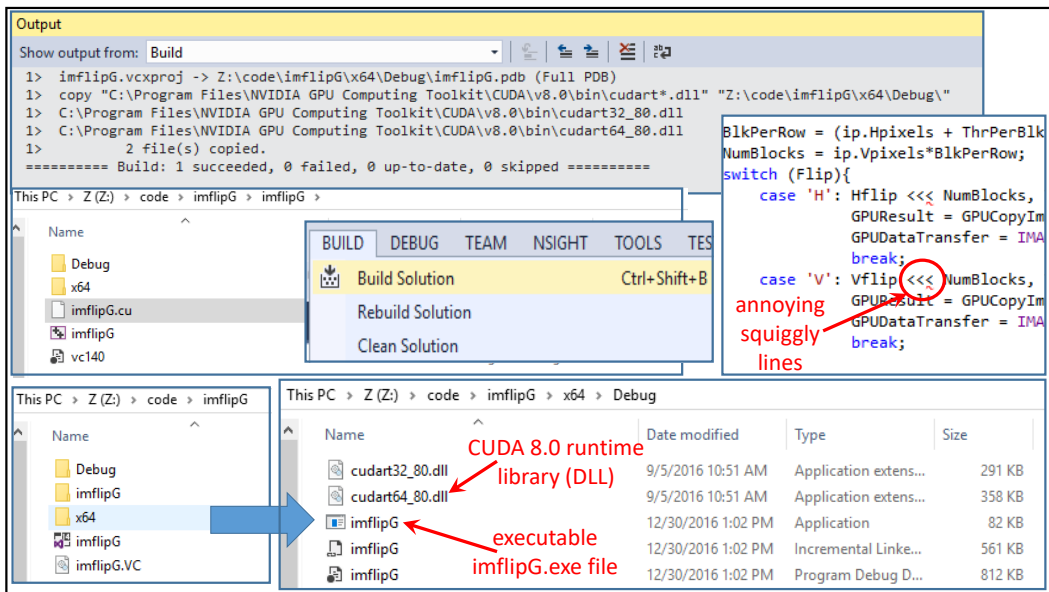 Output
Show output from: Build
1> imflipG.vcxproj -> Z:\code\imflipG\x64\Debug\imflipG.pdb (Full PDB)
1> copy "C:\Program Files\NVIDIA GPU Computing Toolkit\CUDA\v8.0\bin\cudart*.dll" "Z:\code\imflipG\x64\Debug\"
1> C:\Program Files\NVIDIA GPU Computing Toolkit\CUDA\v8.0\bin\cudart32_80.dll
1> C:\Program Files\NVIDIA GPU Computing Toolkit\CUDA\v8.0\bin\cudart64_80.dll
1> 2 file(s) copied.
========== Build: 1 succeeded, 0 failed, 0 up-to-date, 0 skipped ==========
BlkPerRow = (ip.Hpixels + ThrPerBlk
NumBlocks = ip.Vpixels*BlkPerRow;
switch (Flip){
case 'H': Hflip <<< NumBlocks,
GPUResult = GPUCopyIm
GPUDataTransfer = IMA
break;
case 'V': Vflip <<< NumBlocks,
GPUResult = GPUCopyIm
GPUDataTransfer = IMA
break;
annoying
squiggly
lines
This PC > Z (Z:) > code > imflipG > imflipG >
Name
Debug
x64
imflipG.cu
imflipG
vc140
BUILD DEBUG TEAM NSIGHT TOOLS TES
Build Solution Ctrl+Shift+B
Rebuild Solution
Clean Solution
This PC > Z (Z:) > code > imflipG
Name
Debug
imflipG
x64
imflipG
imflipG.VC
This PC > Z (Z:) > code > imflipG > x64 > Debug
Name Date modified Type Size
cudart32_80.dll 9/5/2016 10:51 AM Application extens... 291 KB
cudart64_80.dll 9/5/2016 10:51 AM Application extens... 358 KB
imflipG 12/30/2016 1:02 PM Application 82 KB
imflipG 12/30/2016 1:02 PM Incremental Linke... 561 KB
imflipG 12/30/2016 1:02 PM Program Debug D... 812 KB
CUDA 8.0 runtime
library (DLL)
executable
imflipG.exe file